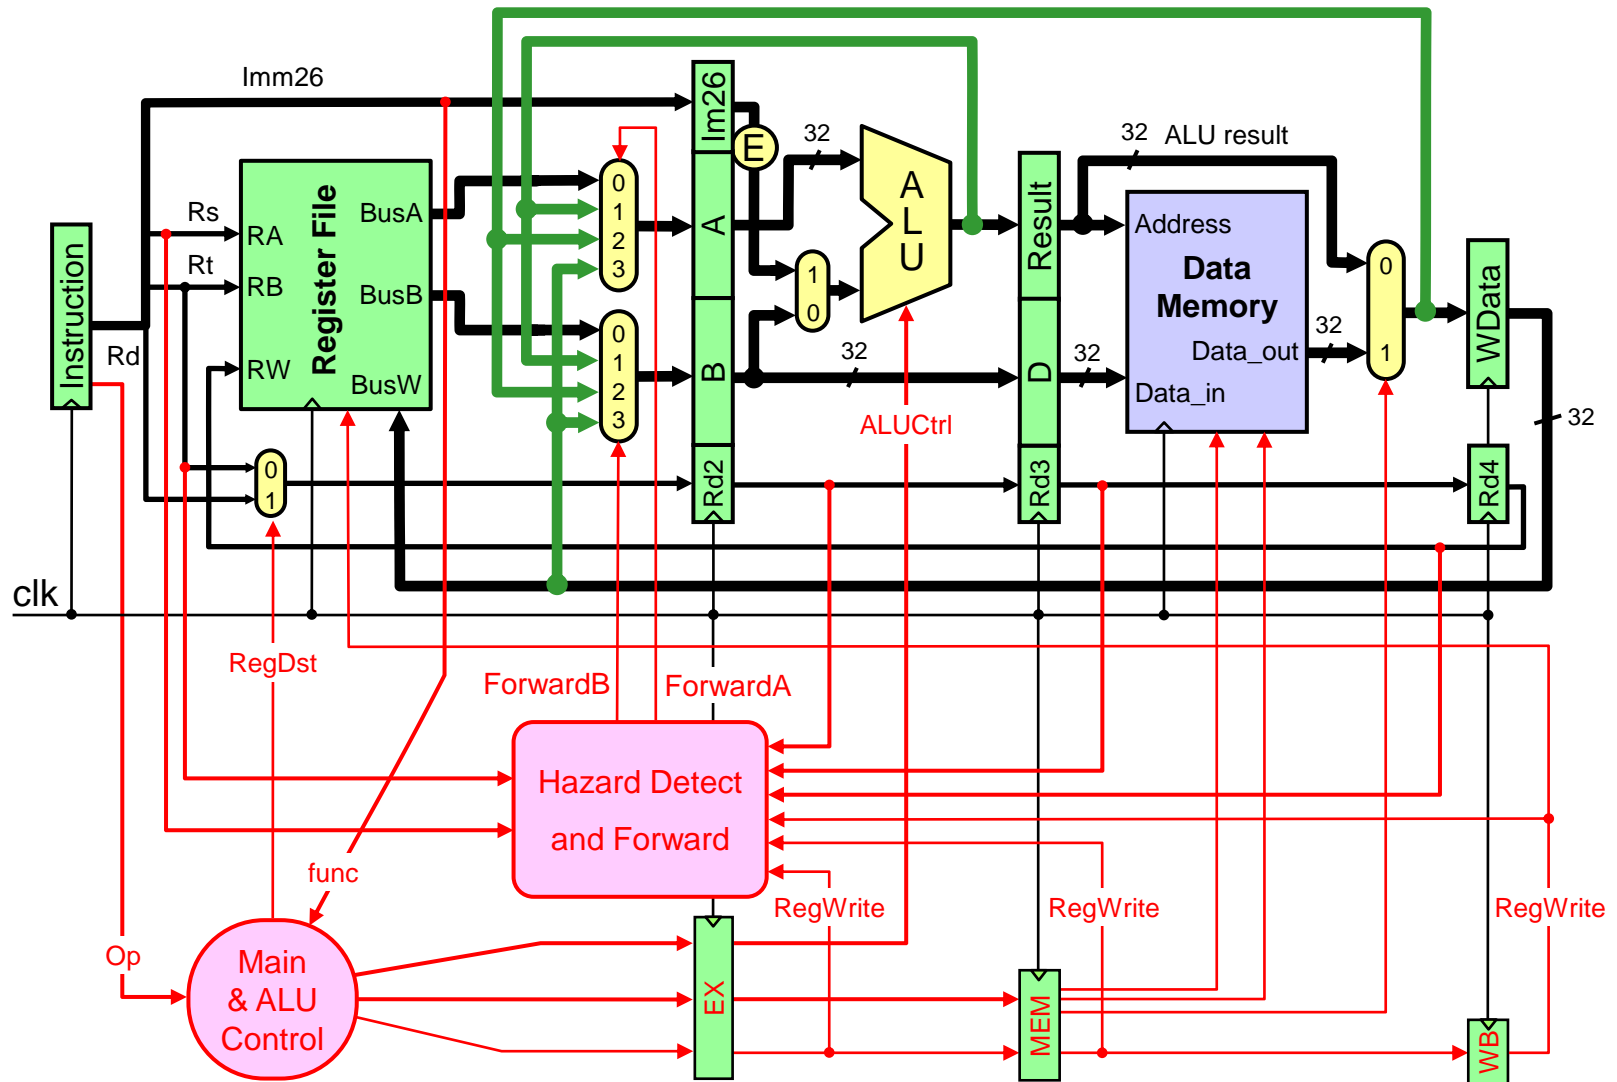 Imm26
Im26
E
32
ALU
32
ALU result
Instruction
Rs
RA
Rt
RB
Rd
RW
Register File
BusA
BusB
BusW
0
1
2
3
0
1
2
3
A
B
1
0
32
Result
D
32
Address
Data
Memory
Data_out
Data_in
32
0
1
WData
32
0
1
Rd2
ALUCtrl
Rd3
Rd4
clk
RegDst
ForwardB
ForwardA
Hazard Detect
and Forward
func
Op
Main
& ALU
Control
EX
RegWrite
MEM
RegWrite
WB
RegWrite